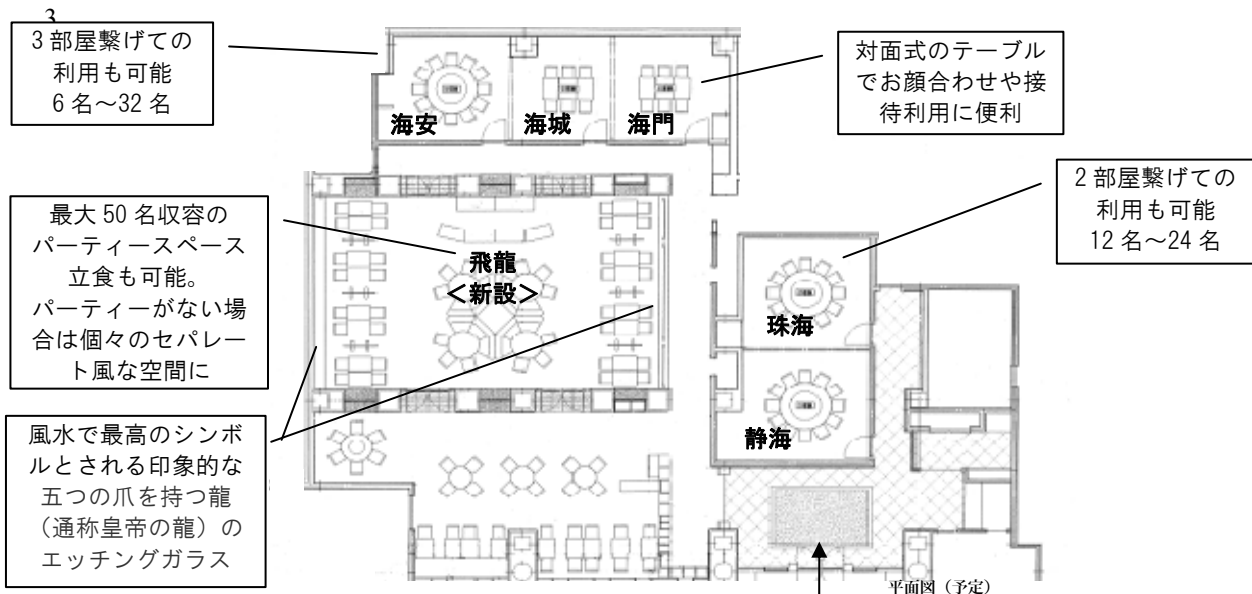 3
3部屋繋げての
利用も可能
6名～32名
対面式のテーブル
でお顔合わせや接
待利用に便利
海安
海城
海門
2部屋繋げての
利用も可能
12名～24名
最大50名収容の
パーティースペース
立食も可能。
パーティーがない場
合は個々のセパレー
ト風な空間に
飛龍
＜新設＞
珠海
静海
風水で最高のシンボ
ルとされる印象的な
五つの爪を持つ龍
（通称皇帝の龍）の
エッチングガラス
平面図（予定）